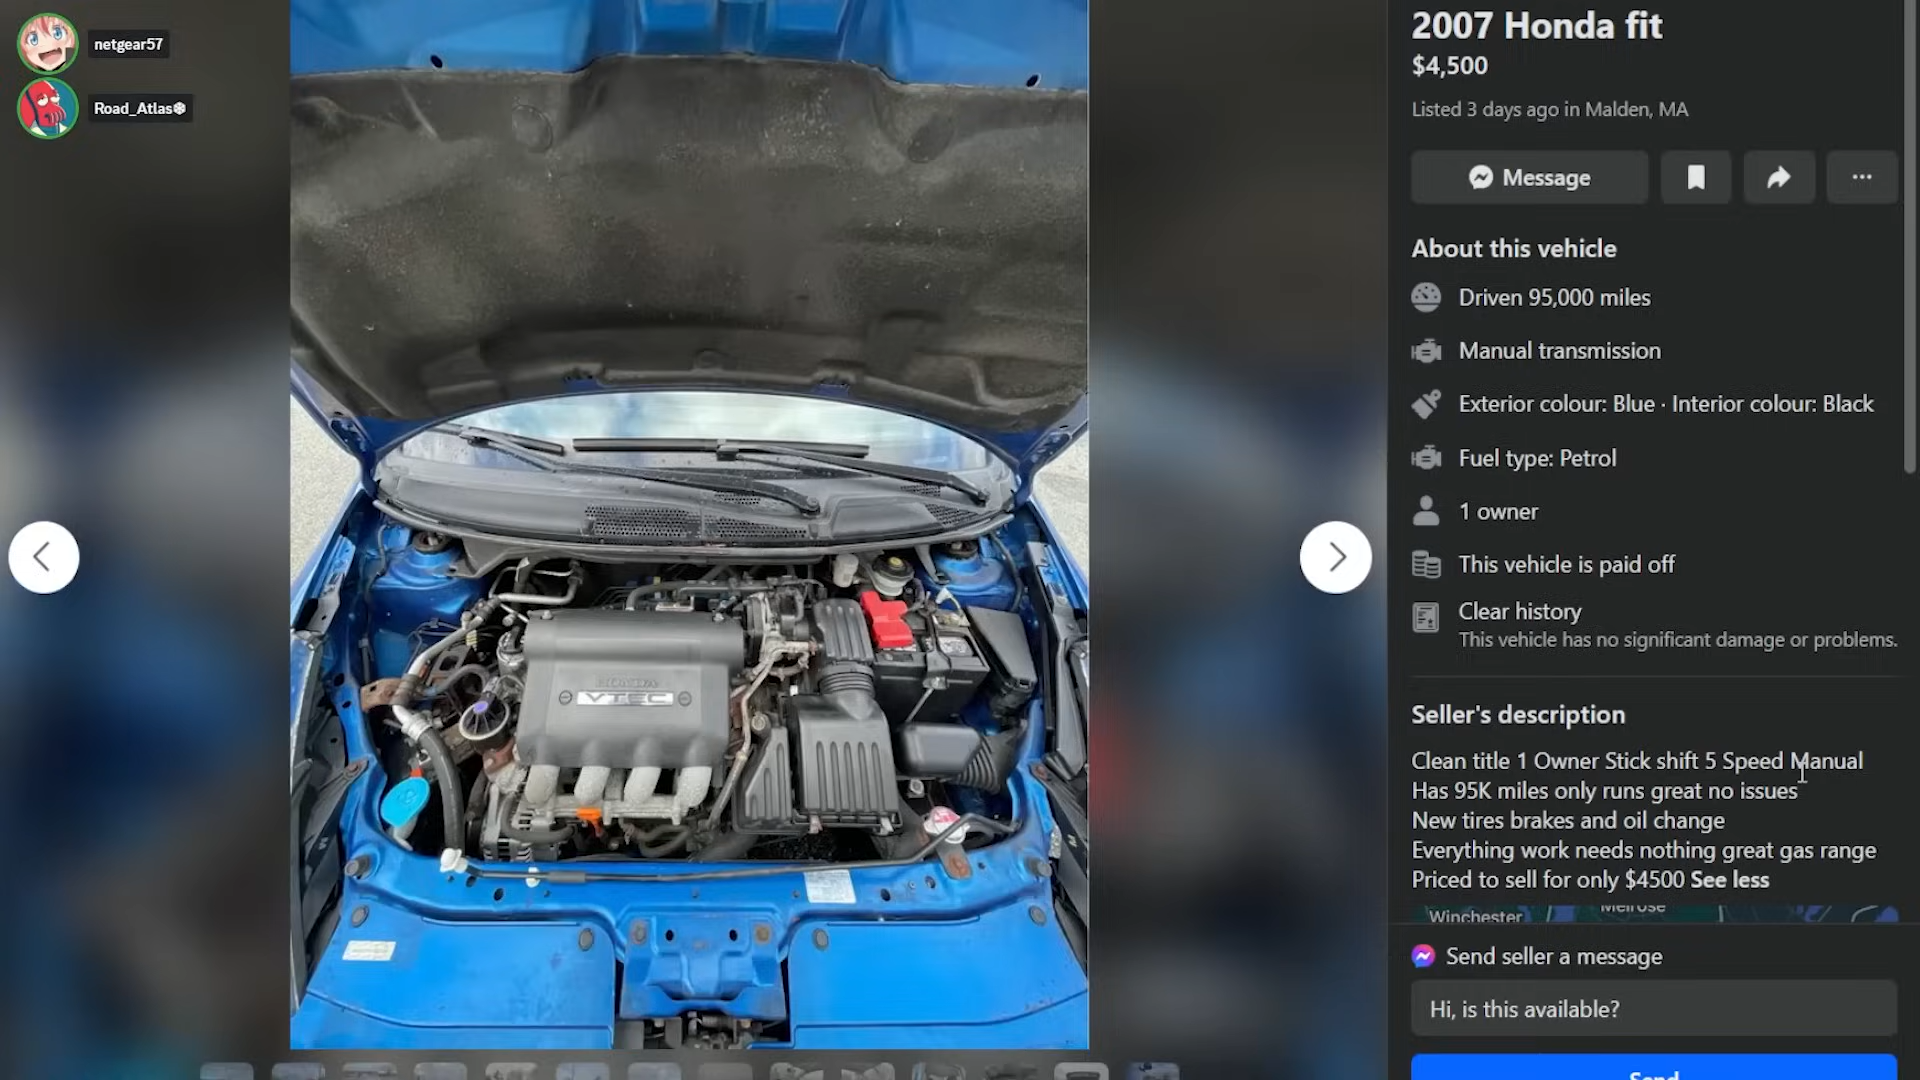 netgear57
Road_Atlas❄
HONDA
VTEC
2007 Honda fit
$4,500
Listed 3 days ago in Malden, MA
Message
About this vehicle
Driven 95,000 miles
Manual transmission
Exterior colour: Blue · Interior colour: Black
Fuel type: Petrol
1 owner
This vehicle is paid off
Clear history
This vehicle has no significant damage or problems.
Seller's description
Clean title 1 Owner Stick shift 5 Speed Manual
Has 95K miles only runs great no issues
New tires brakes and oil change
Everything work needs nothing great gas range
Priced to sell for only $4500 See less
Winchester Melrose
Send seller a message
Hi, is this available?
Send